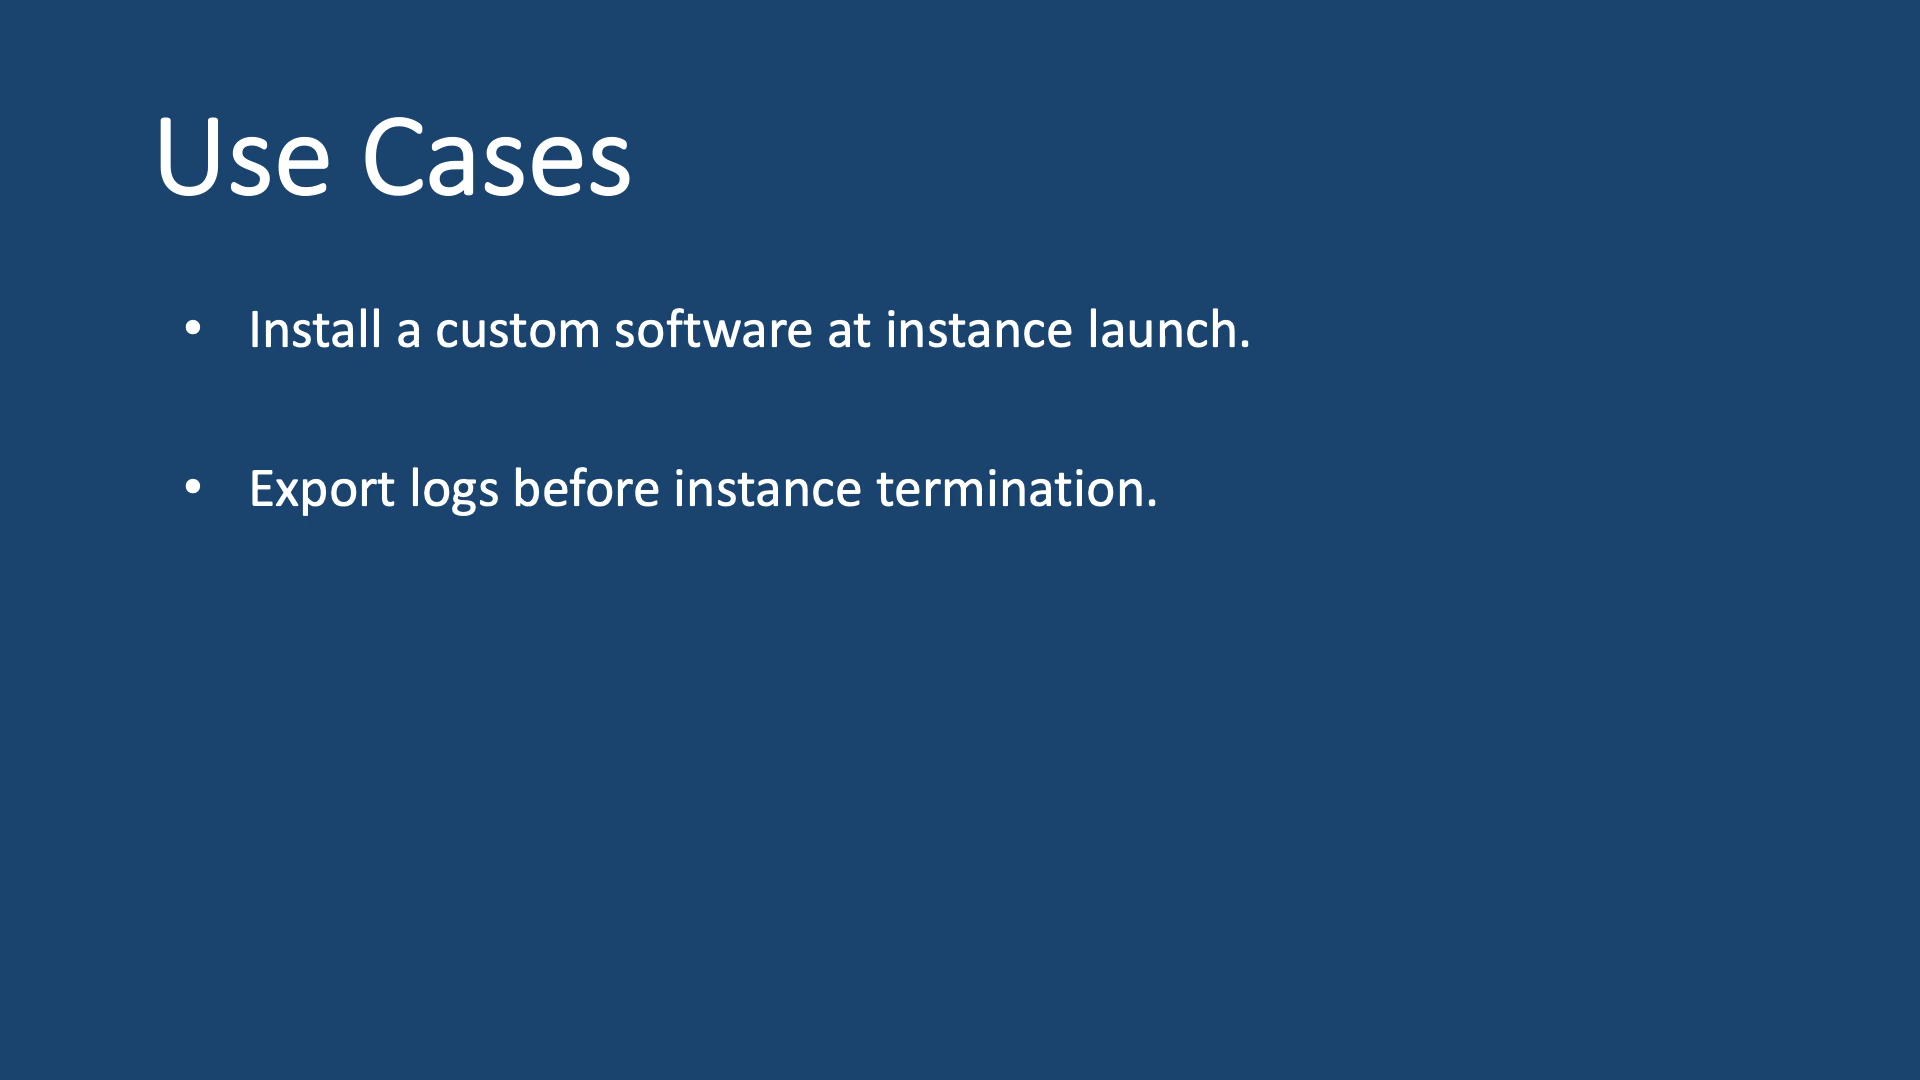 Use Cases
• Install a custom software at instance launch.
• Export logs before instance termination.